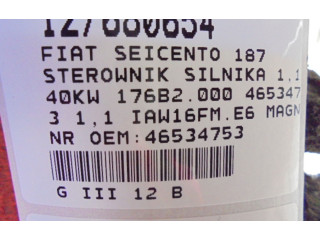 127660654
FIAT SEICENTO 187
STEROWNIK SILNIKA 1.1
40KW 176B2.000 465347
3 1,1 IAW16FM.E6 MAGN
NR OEM:46534753
G III 12 B